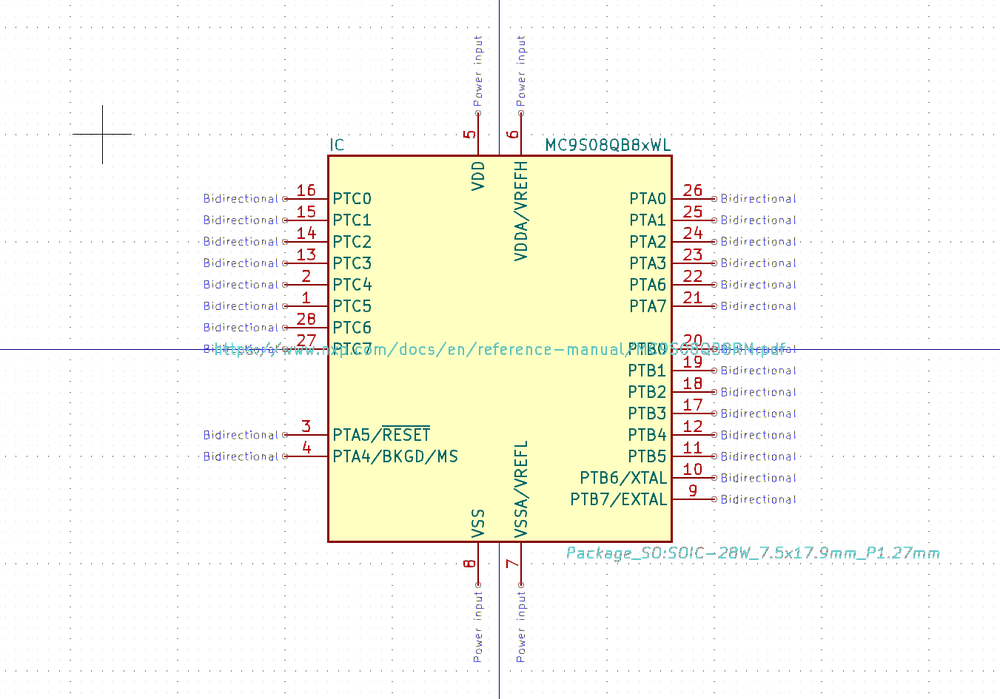 Power input
Power input
5
6
IC
MC9S08QB8xWL
VDD
VDDA/VREFH
Bidirectional 16 PTC0
PTA0 26 Bidirectional
Bidirectional 15 PTC1
PTA1 25 Bidirectional
Bidirectional 14 PTC2
PTA2 24 Bidirectional
Bidirectional 13 PTC3
PTA3 23 Bidirectional
Bidirectional 2 PTC4
PTA6 22 Bidirectional
Bidirectional 1 PTC5
PTA7 21 Bidirectional
Bidirectional 28 PTC6
Bidirectional 27 PTC7
PTB0 20 Bidirectional
https://www.nxp.com/docs/en/reference-manual/MC9S08QB8RM.pdf
PTB1 19 Bidirectional
PTB2 18 Bidirectional
PTB3 17 Bidirectional
Bidirectional 3 PTA5/RESET
PTB4 12 Bidirectional
Bidirectional 4 PTA4/BKGD/MS
PTB5 11 Bidirectional
PTB6/XTAL 10 Bidirectional
PTB7/EXTAL 9 Bidirectional
VSS
VSSA/VREFL
Package_SO:SOIC-28W_7.5x17.9mm_P1.27mm
8
7
Power input
Power input